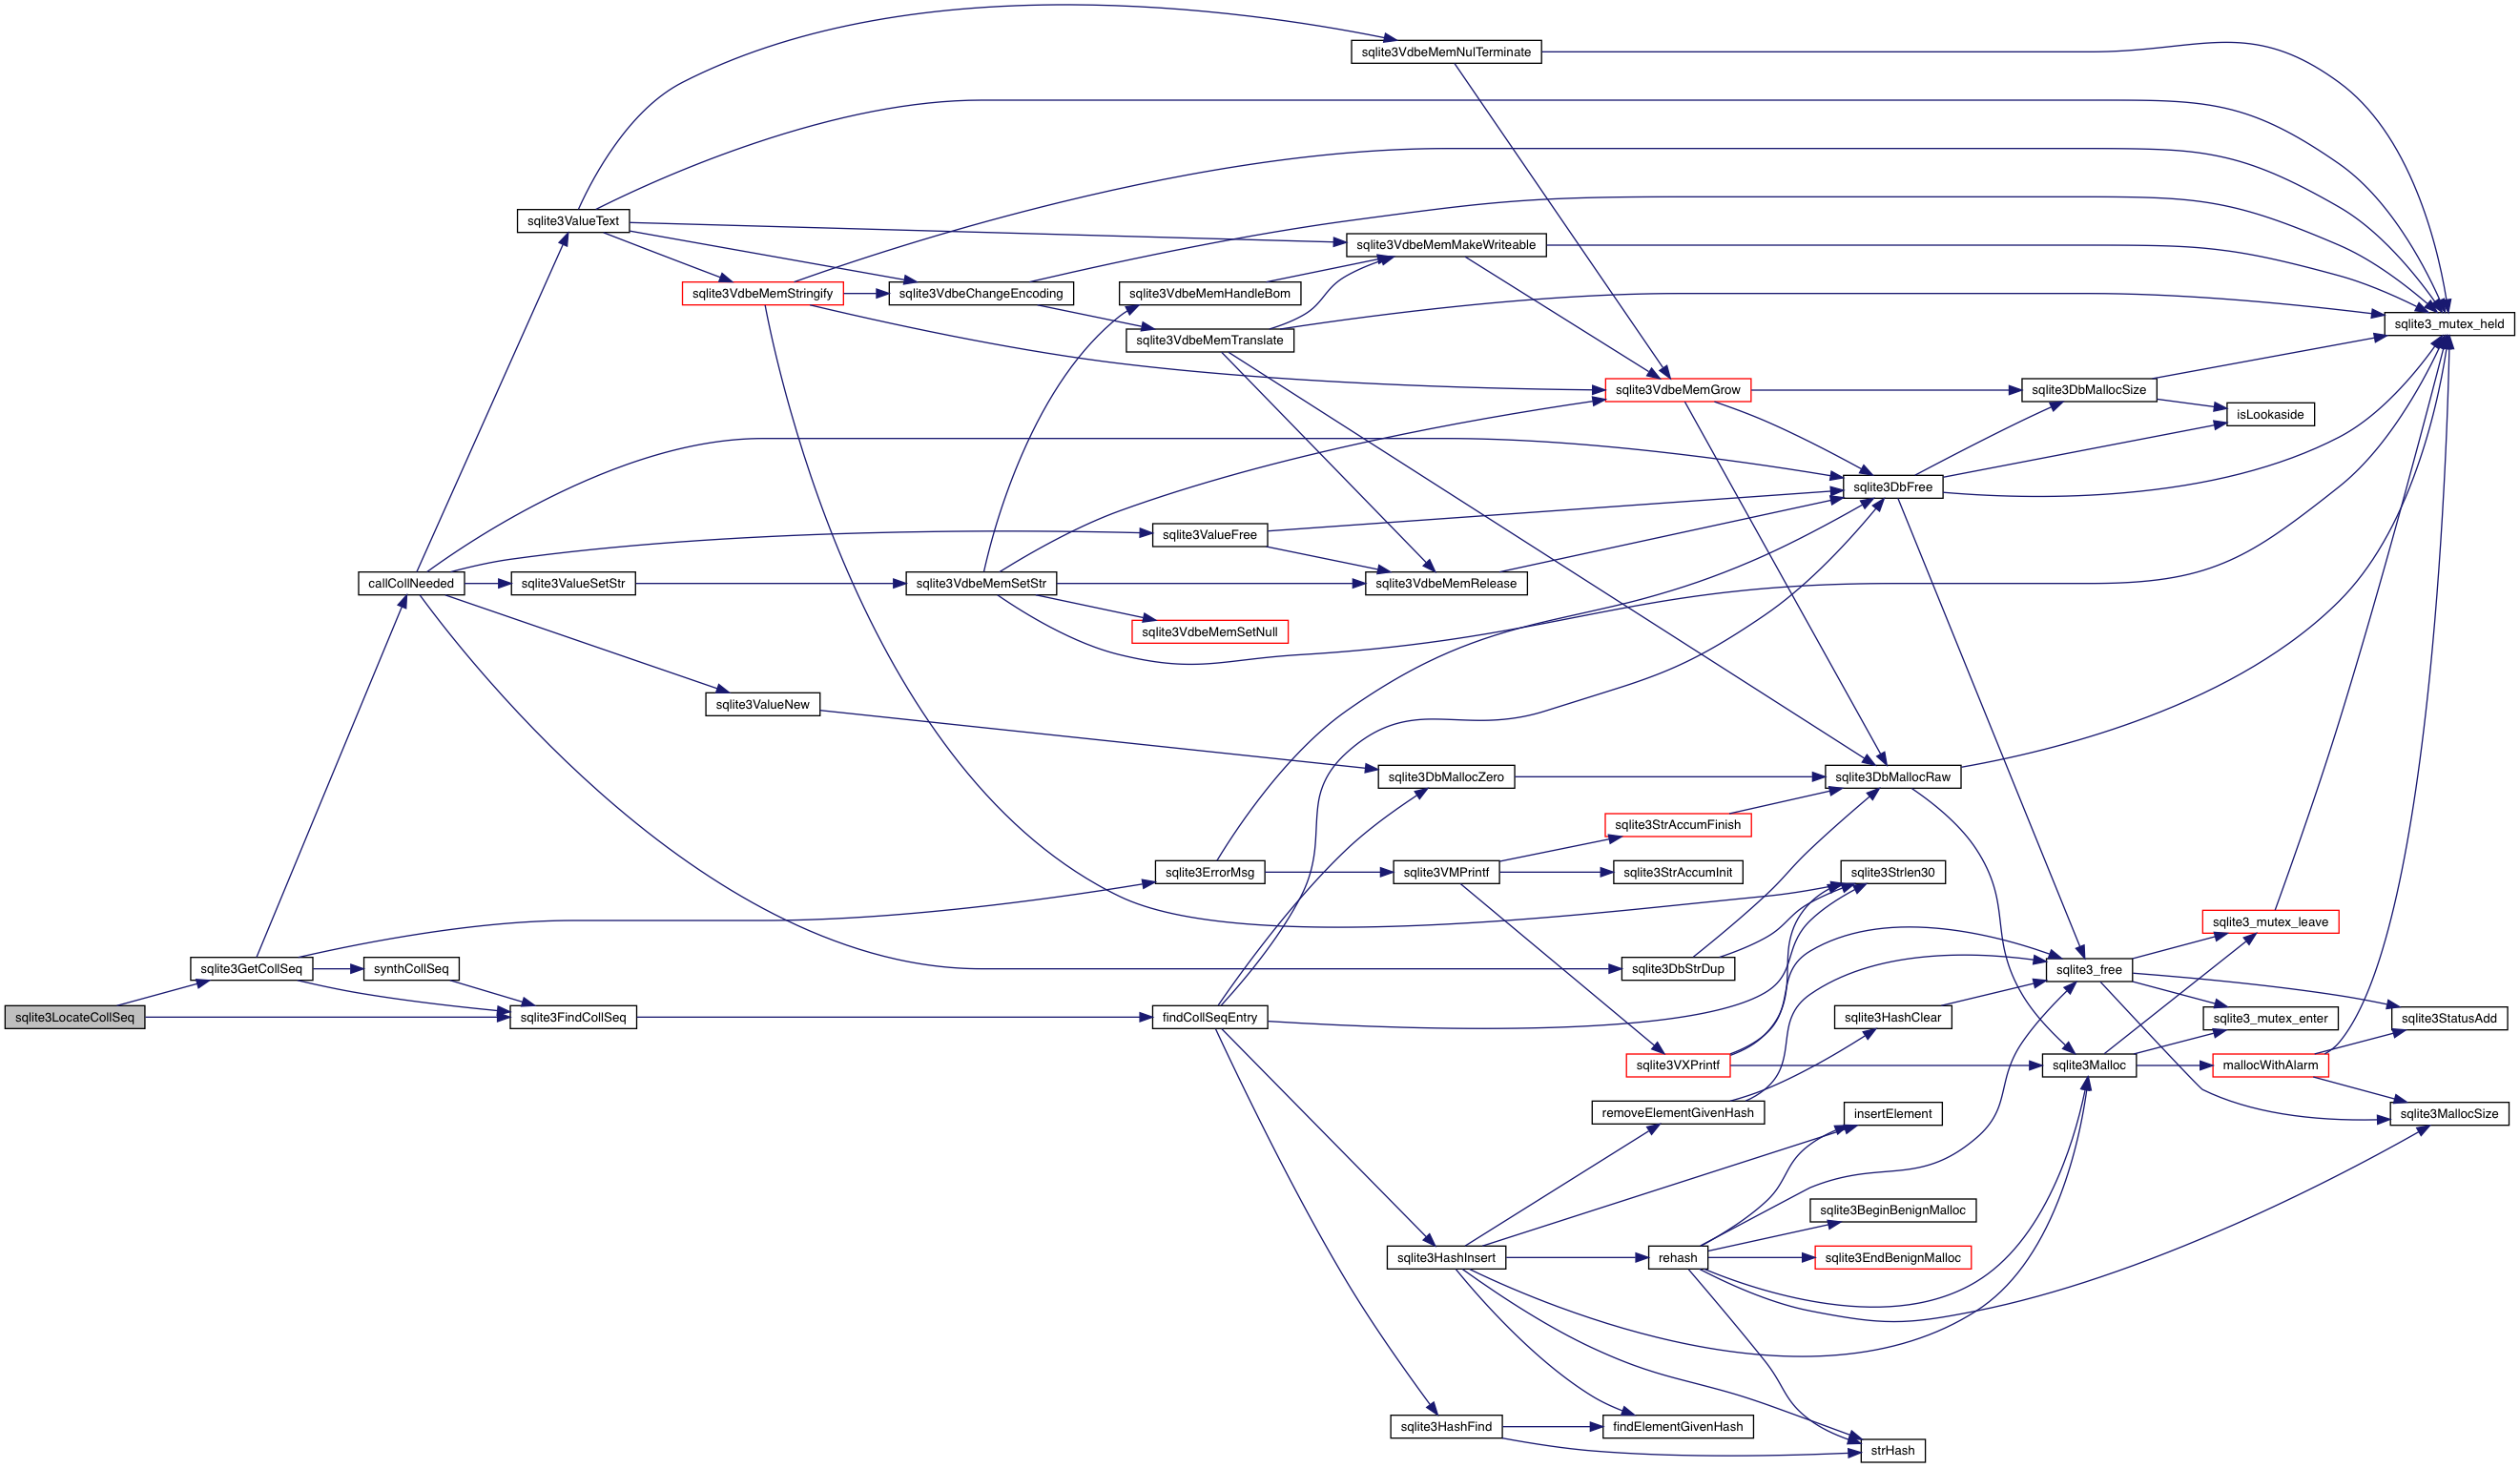 sqlite3VdbeMemNulTerminate
sqlite3ValueText
sqlite3VdbeMemMakeWriteable
sqlite3VdbeMemStringify
sqlite3VdbeChangeEncoding
sqlite3VdbeMemHandleBom
sqlite3_mutex_held
sqlite3VdbeMemTranslate
sqlite3VdbeMemGrow
sqlite3DbMallocSize
isLookaside
sqlite3DbFree
sqlite3ValueFree
callCollNeeded
sqlite3ValueSetStr
sqlite3VdbeMemSetStr
sqlite3VdbeMemRelease
sqlite3VdbeMemSetNull
sqlite3ValueNew
sqlite3DbMallocZero
sqlite3DbMallocRaw
sqlite3StrAccumFinish
sqlite3ErrorMsg
sqlite3VMPrintf
sqlite3StrAccumInit
sqlite3Strlen30
sqlite3_mutex_leave
sqlite3GetCollSeq
synthCollSeq
sqlite3DbStrDup
sqlite3_free
sqlite3LocateCollSeq
sqlite3FindCollSeq
findCollSeqEntry
sqlite3HashClear
sqlite3_mutex_enter
sqlite3StatusAdd
sqlite3VXPrintf
sqlite3Malloc
mallocWithAlarm
removeElementGivenHash
insertElement
sqlite3MallocSize
sqlite3BeginBenignMalloc
sqlite3HashInsert
rehash
sqlite3EndBenignMalloc
sqlite3HashFind
findElementGivenHash
strHash